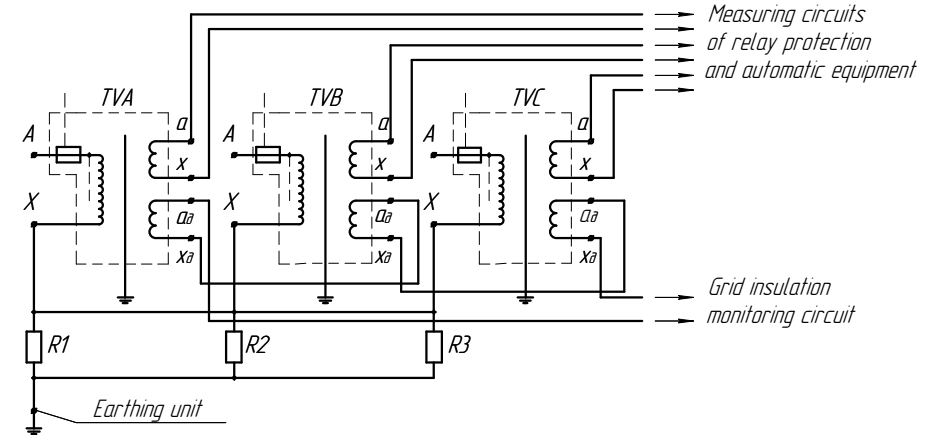 Measuring circuits
of relay protection
and automatic equipment
TVA TVB TVC
A a A a A a
x x x
X X X
aд aд aд
xд xд xд
Grid insulation
monitoring circuit
R1 R2 R3
Earthing unit